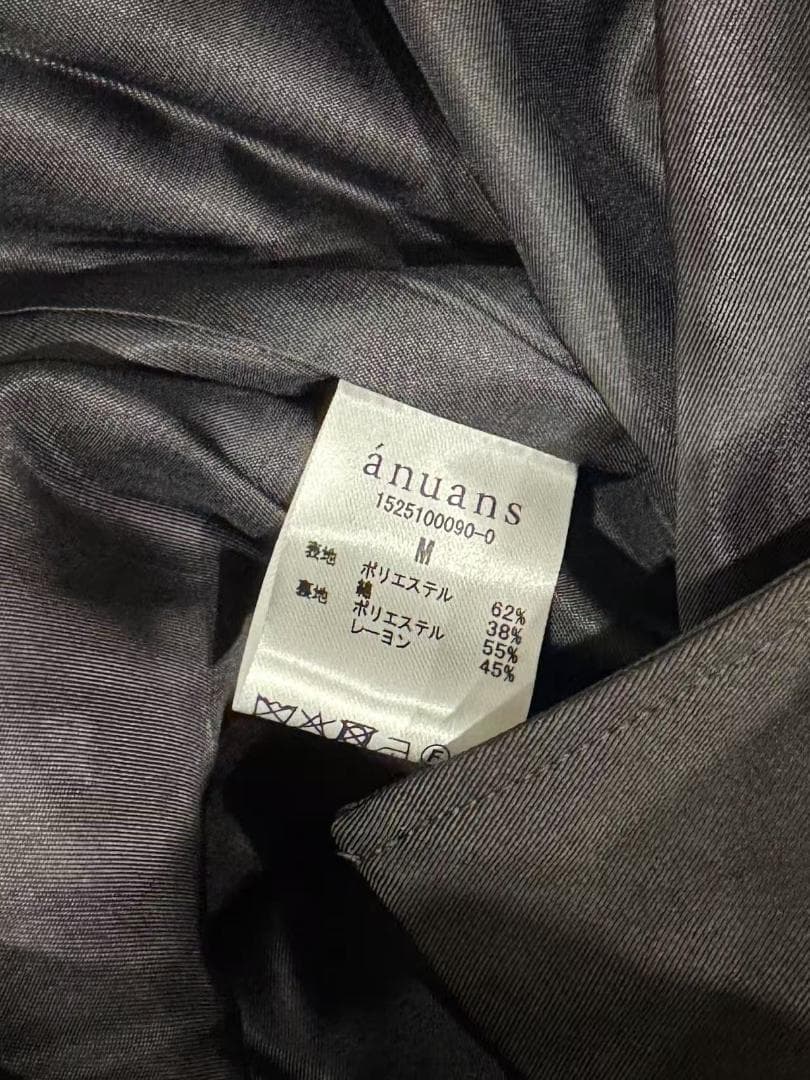 ánuans
1525100090-0
M
表地 ポリエステル 62%
綿 38%
裏地 ポリエステル 55%
レーヨン 45%
F